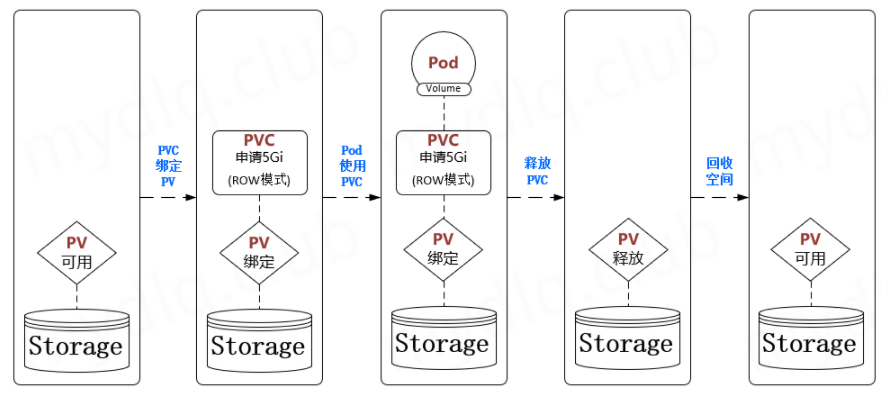 PV
可用
Storage
PVC
绑定
PV
PVC
申请5Gi
(ROW模式)
PV
绑定
Storage
Pod
使用
PVC
Pod
Volume
PVC
申请5Gi
(ROW模式)
PV
绑定
Storage
释放
PVC
PV
释放
Storage
回收
空间
PV
可用
Storage
mydlq.club